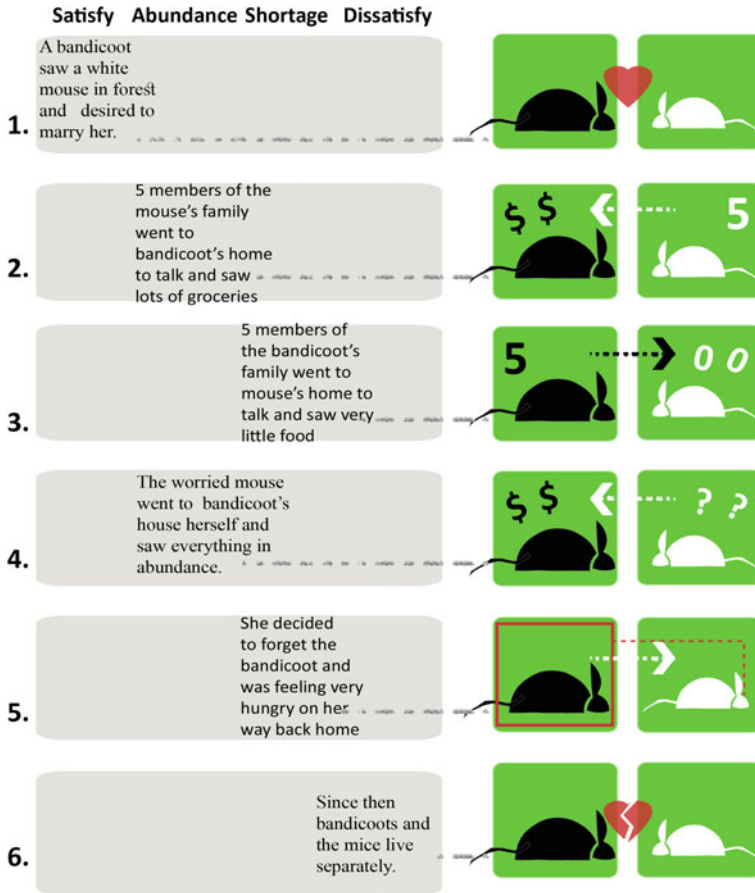 Satisfy Abundance Shortage Dissatisfy
A bandicoot
saw a white
mouse in forest
and desired to
marry her.
1.
5 members of the
mouse's family
went to
bandicoot's home
to talk and saw
lots of groceries
2.
$ $
5
5 members of
the bandicoot's
family went to
mouse's home to
talk and saw very
little food
3.
5
0 0
The worried mouse
went to bandicoot's
house herself and
saw everything in
abundance.
4.
$ $
? ?
She decided
to forget the
bandicoot and
was feeling very
hungry on her
way back home
5.
Since then
bandicoots and
the mice live
separately.
6.